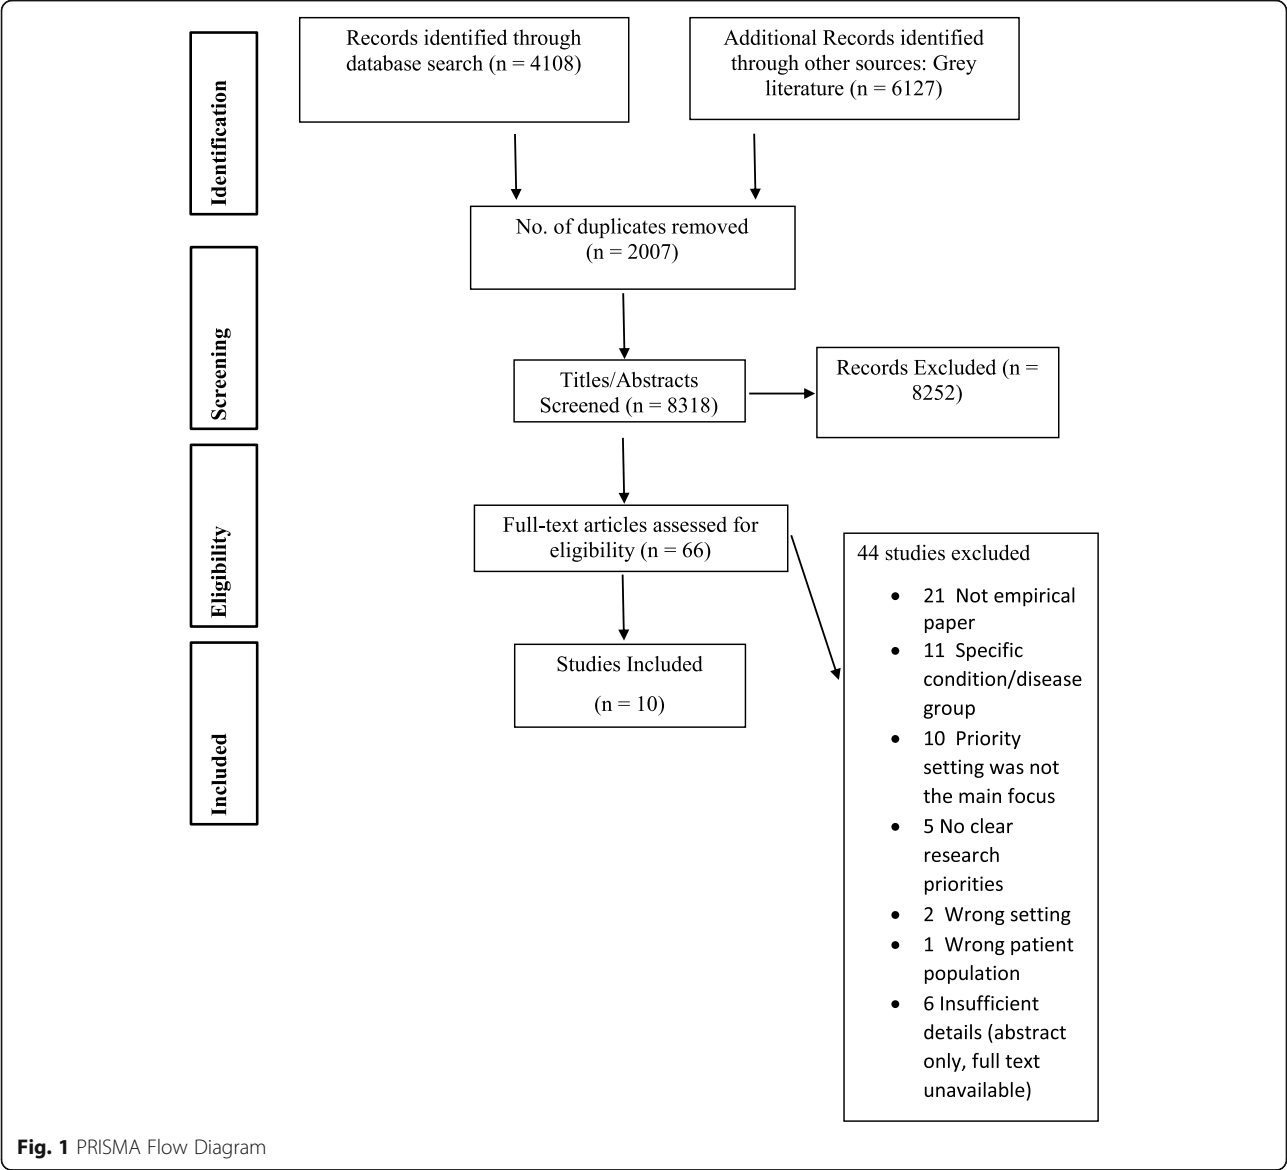 Identification
Records identified through
database search (n = 4108)
Additional Records identified
through other sources: Grey
literature (n = 6127)
No. of duplicates removed
(n = 2007)
Screening
Titles/Abstracts
Screened (n = 8318)
Records Excluded (n =
8252)
Eligibility
Full-text articles assessed for
eligibility (n = 66)
44 studies excluded
• 21 Not empirical
paper
• 11 Specific
condition/disease
group
• 10 Priority
setting was not
the main focus
• 5 No clear
research
priorities
• 2 Wrong setting
• 1 Wrong patient
population
• 6 Insufficient
details (abstract
only, full text
unavailable)
Included
Studies Included
(n = 10)
Fig. 1 PRISMA Flow Diagram